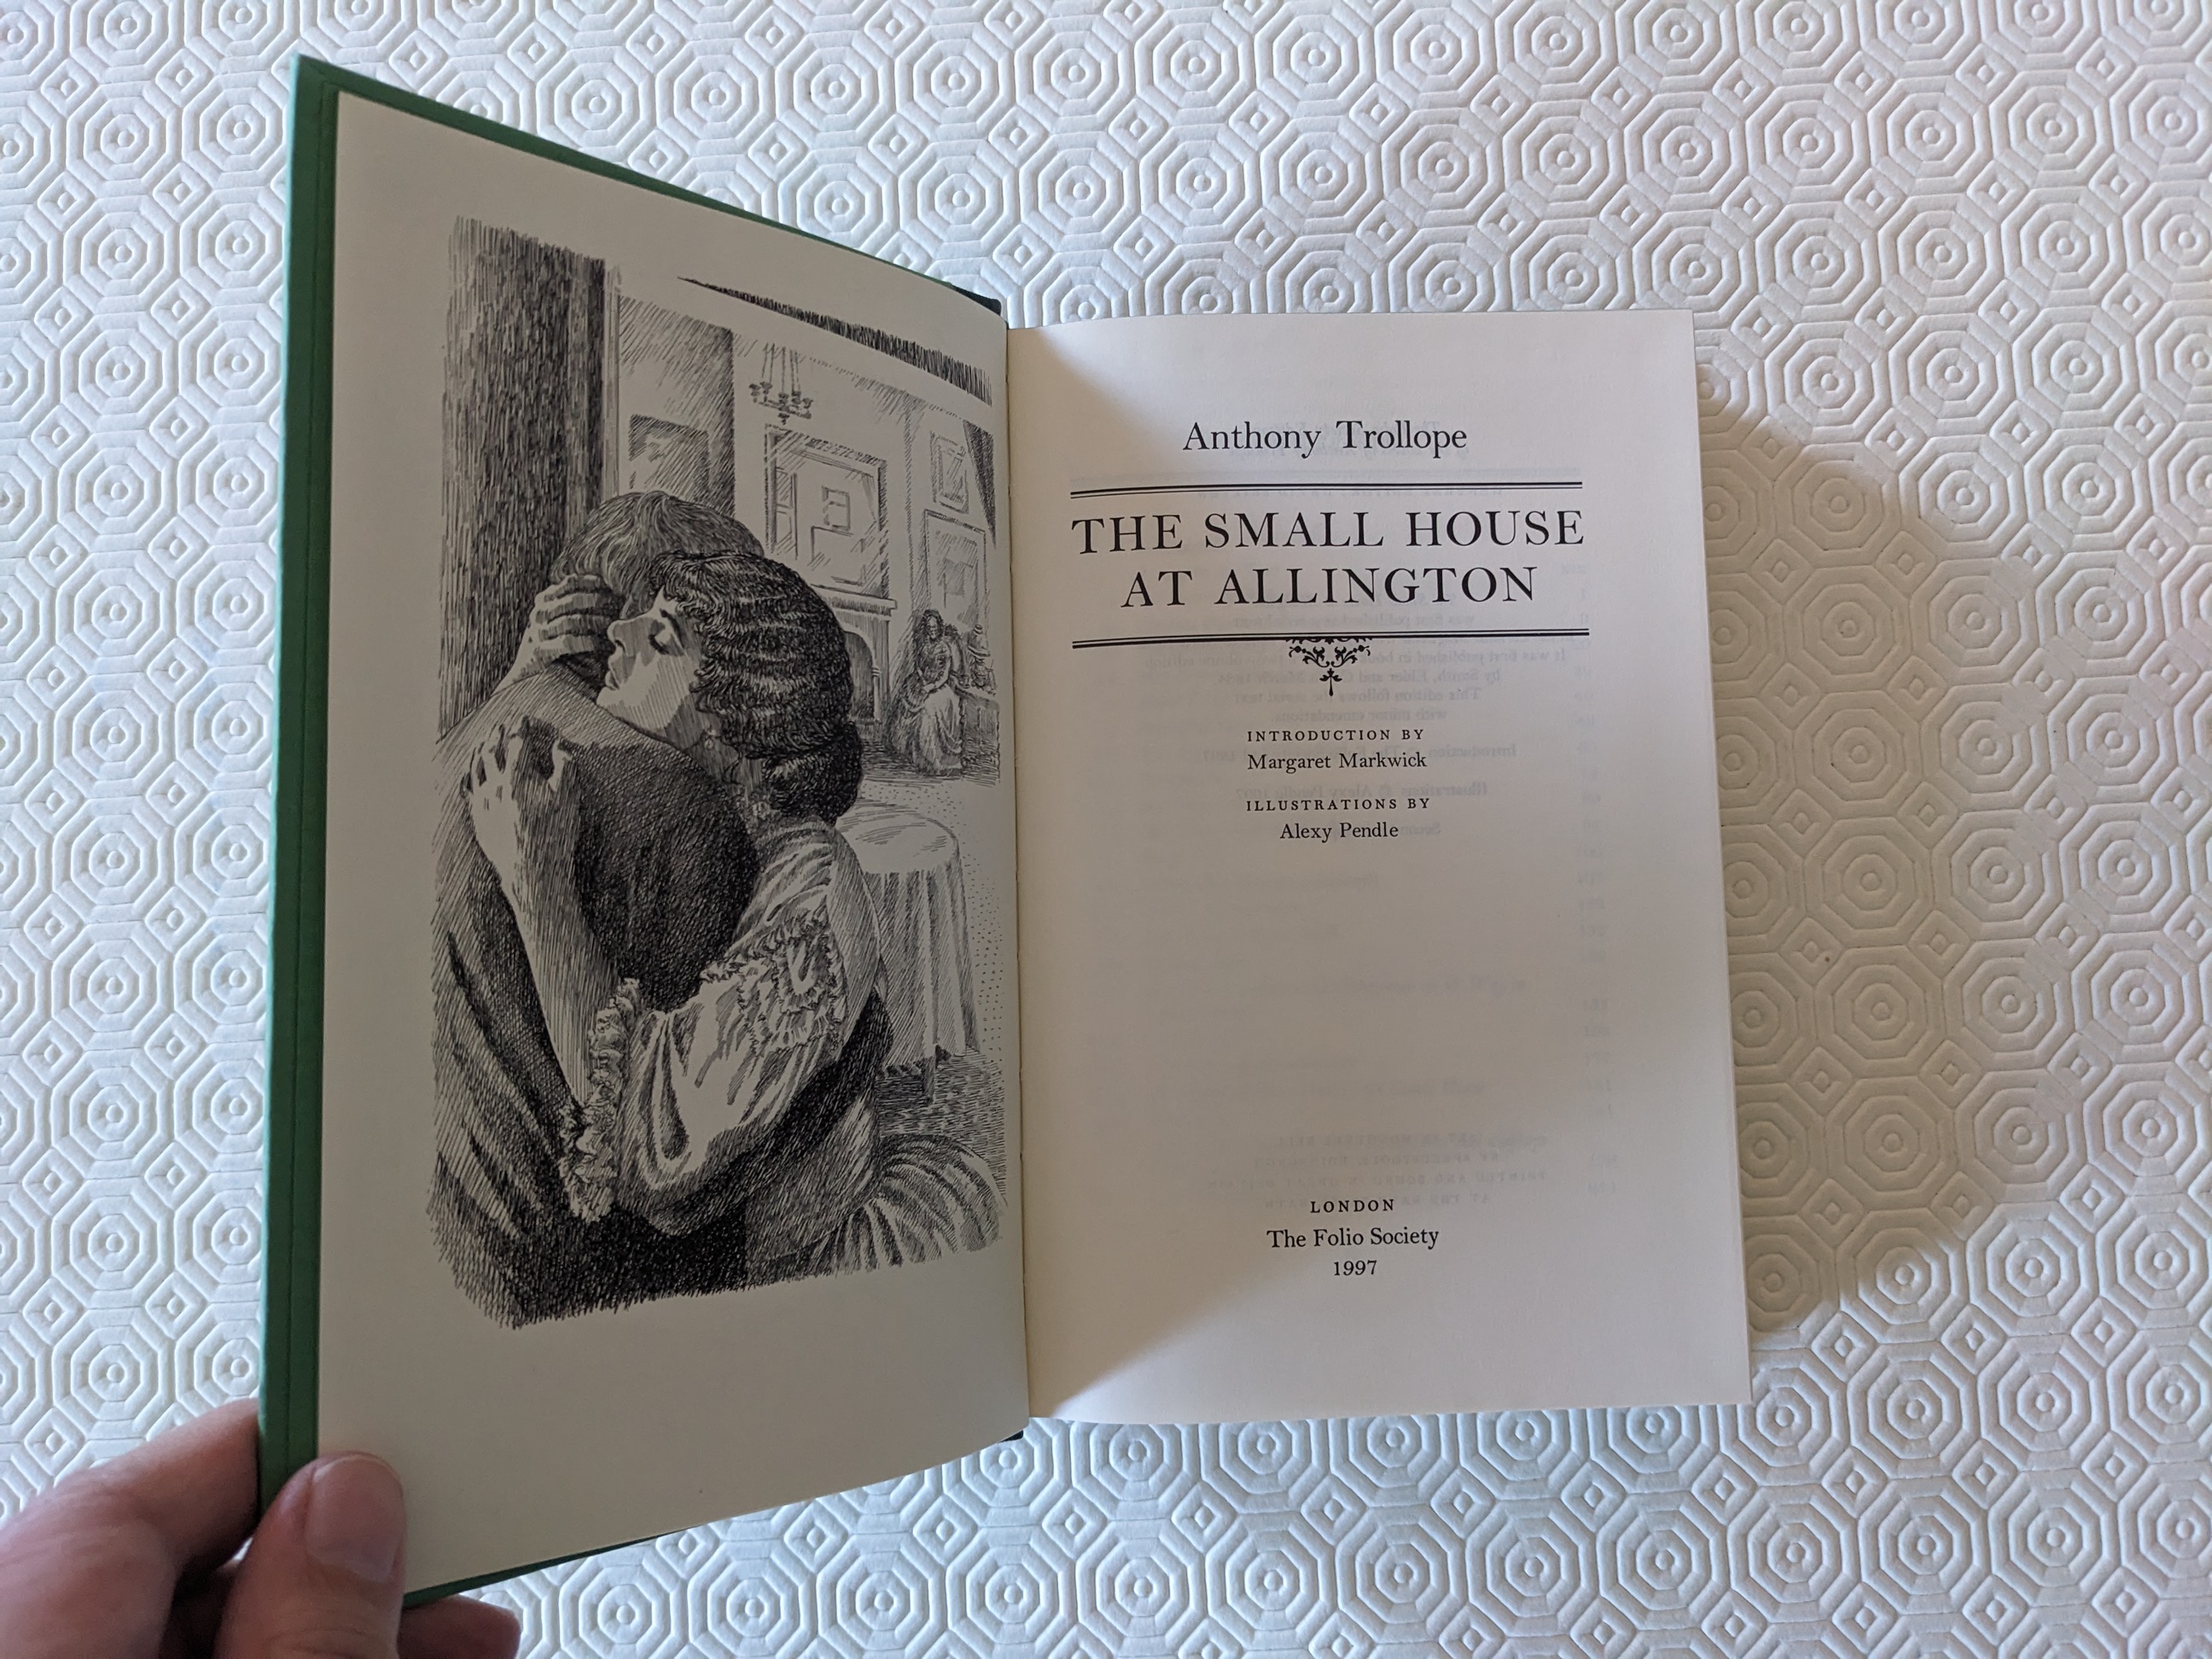 Anthony Trollope
THE SMALL HOUSE
AT ALLINGTON
INTRODUCTION BY
Margaret Markwick
ILLUSTRATIONS BY
Alexy Pendle
LONDON
The Folio Society
1997